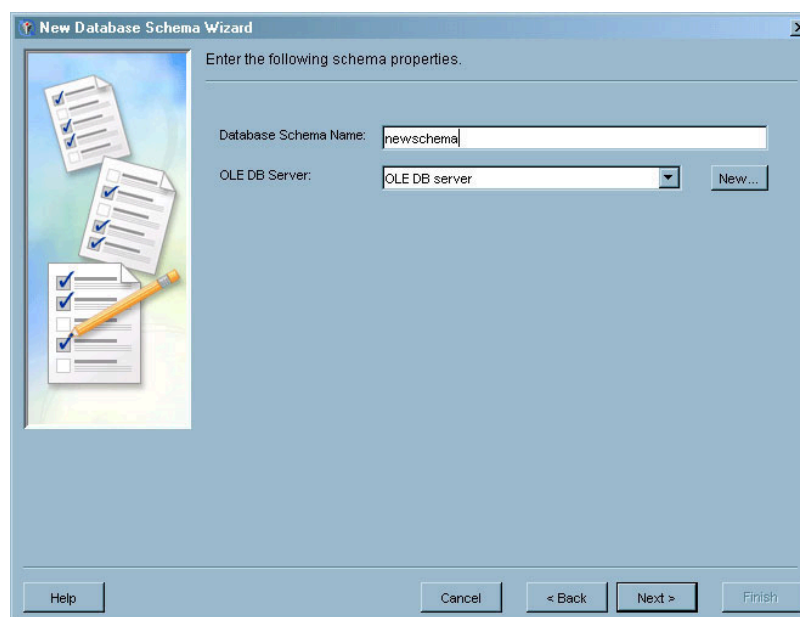 New Database Schema Wizard
Enter the following schema properties.
Database Schema Name: newschema
OLE DB Server: OLE DB server New...
Help Cancel < Back Next > Finish